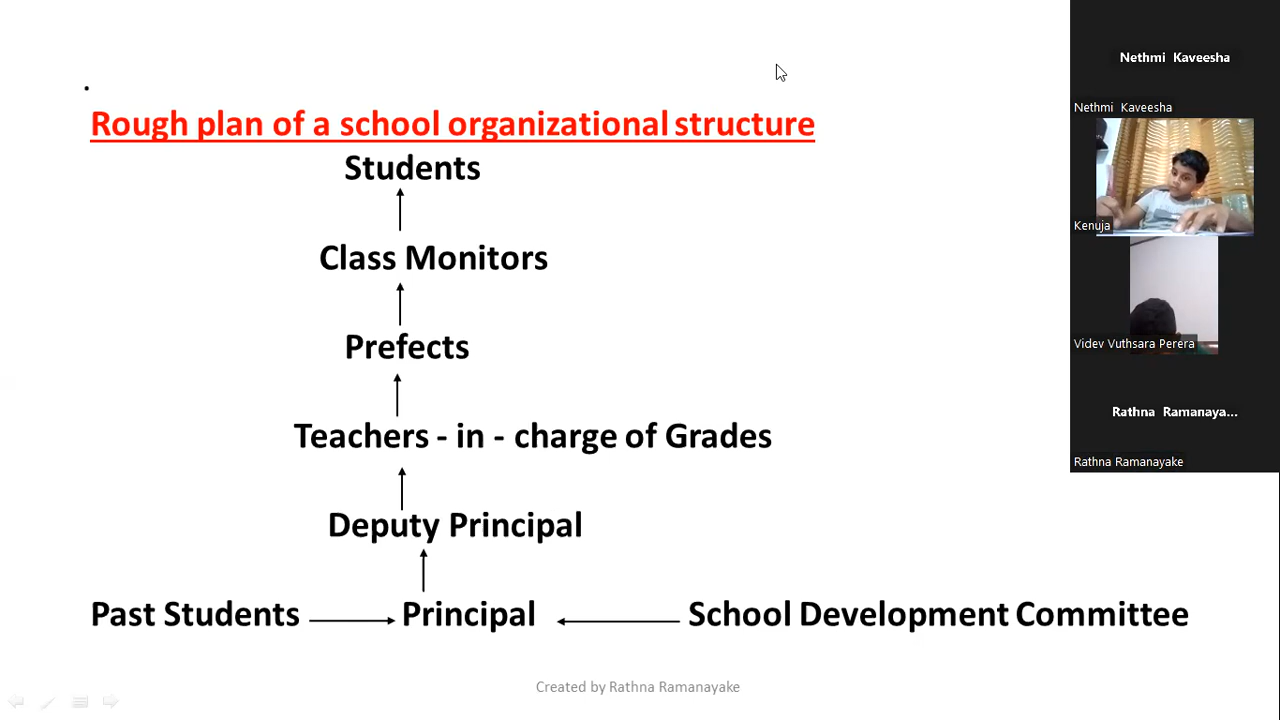 Rough plan of a school organizational structure
Students
Class Monitors
Prefects
Teachers - in - charge of Grades
Deputy Principal
Past Students Principal School Development Committee
Created by Rathna Ramanayake
Nethmi Kaveesha
Nethmi Kaveesha
Kenuja
Videv Vuthsara Perera
Rathna Ramanaya...
Rathna Ramanayake